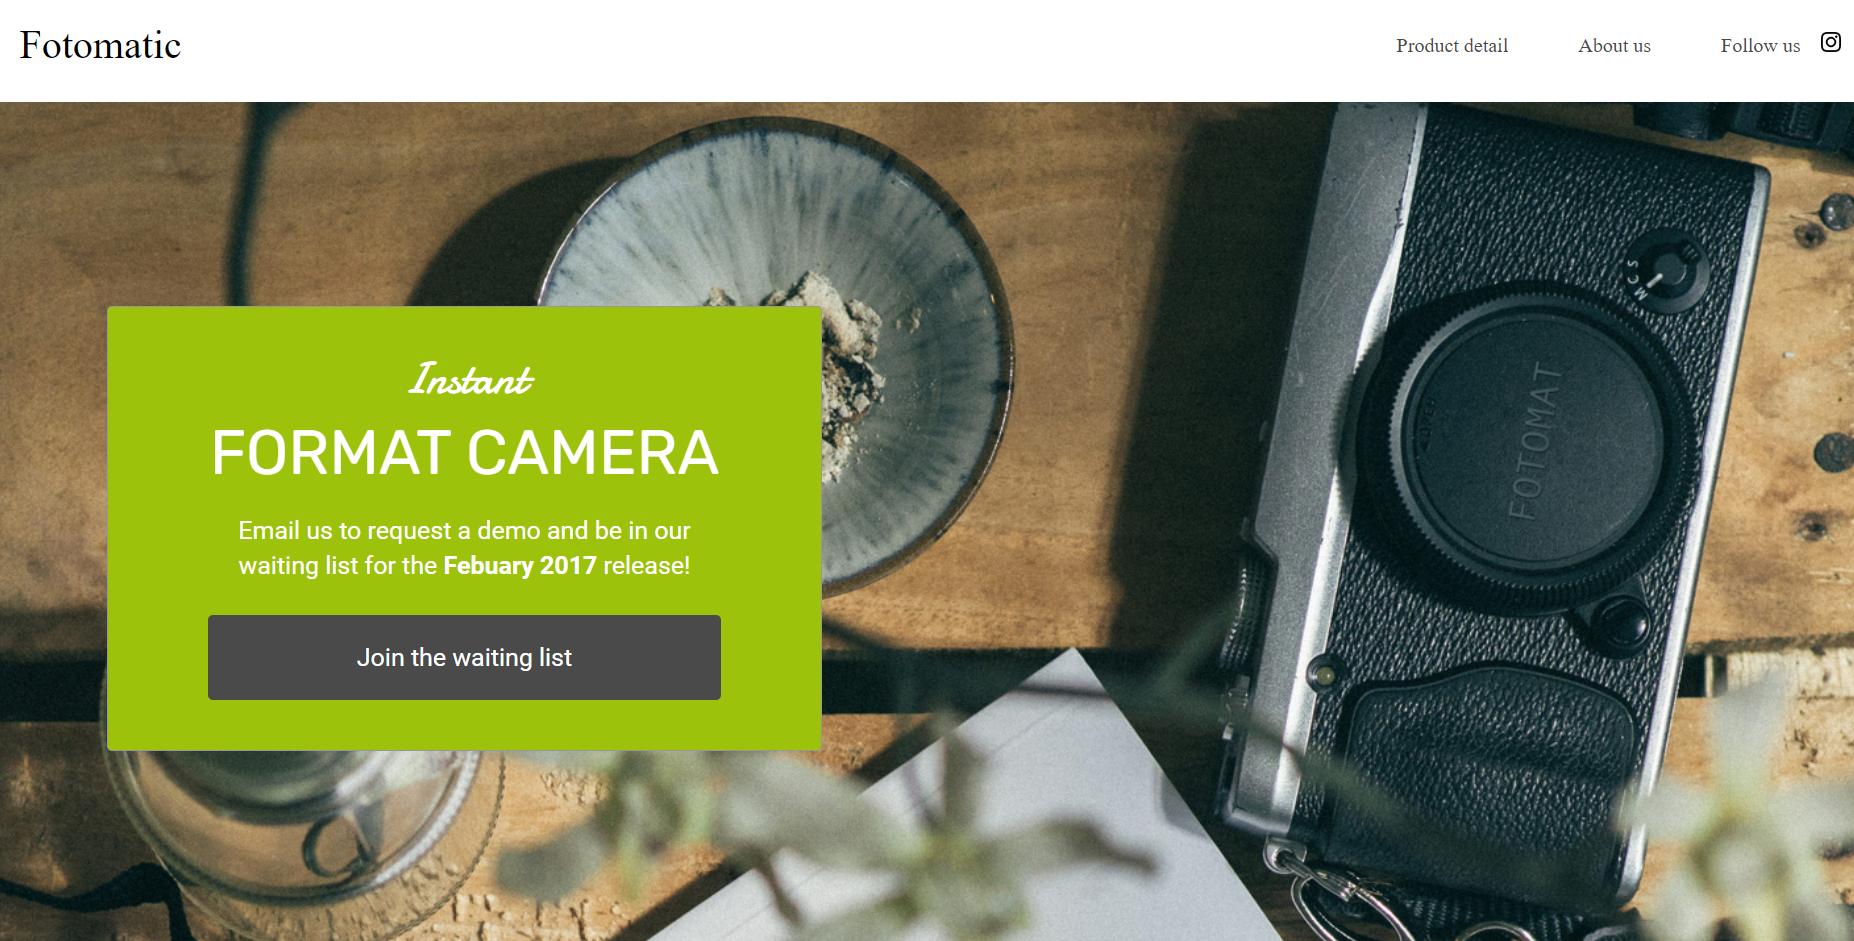 Fotomatic
Product detail
About us
Follow us
Instant
FORMAT CAMERA
Email us to request a demo and be in our
waiting list for the Febuary 2017 release!
Join the waiting list
M C S
FOTOMAT